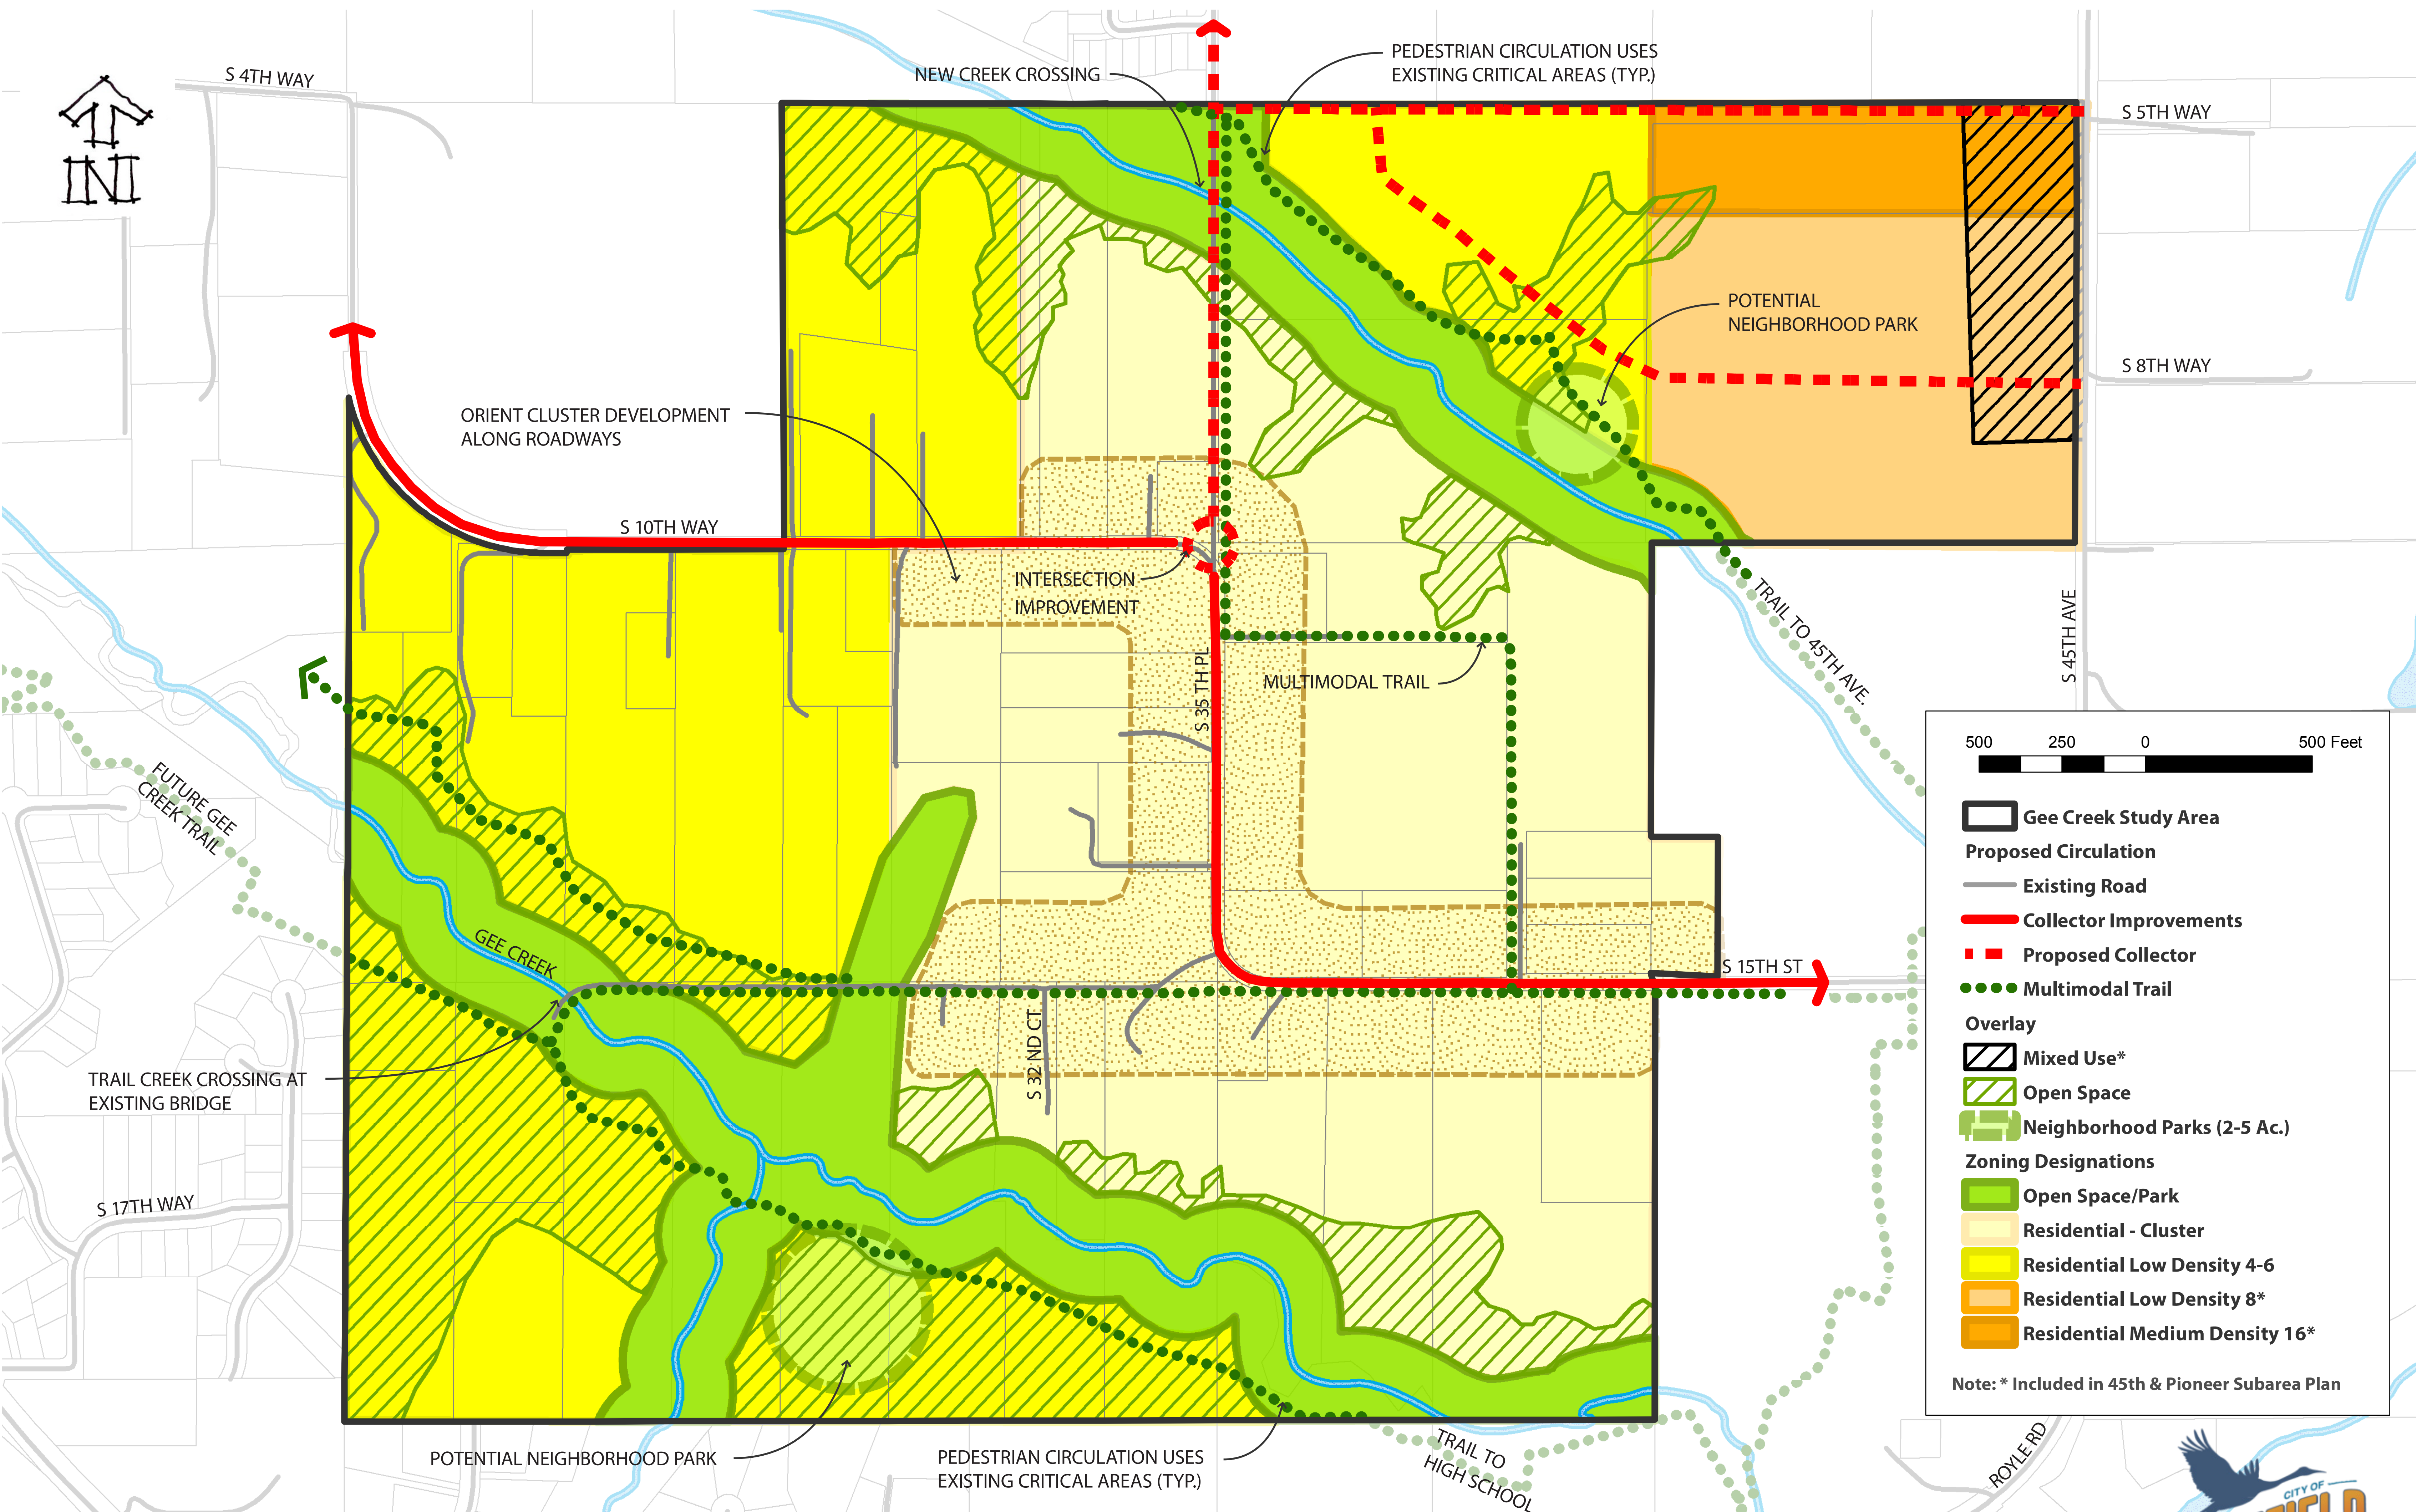 S 4TH WAY
NEW CREEK CROSSING
PEDESTRIAN CIRCULATION USES
EXISTING CRITICAL AREAS (TYP.)
S 5TH WAY
N
POTENTIAL
NEIGHBORHOOD PARK
S 8TH WAY
ORIENT CLUSTER DEVELOPMENT
ALONG ROADWAYS
S 10TH WAY
INTERSECTION
IMPROVEMENT
TRAIL TO 45TH AVE.
S 45TH AVE
S 35TH PL
MULTIMODAL TRAIL
FUTURE GEE
CREEK TRAIL
GEE CREEK
S 15TH ST
S 32ND CT.
TRAIL CREEK CROSSING AT
EXISTING BRIDGE
S 17TH WAY
POTENTIAL NEIGHBORHOOD PARK
PEDESTRIAN CIRCULATION USES
EXISTING CRITICAL AREAS (TYP.)
TRAIL TO
HIGH SCHOOL
ROYLE RD
500 250 0 500 Feet
Gee Creek Study Area
Proposed Circulation
Existing Road
Collector Improvements
Proposed Collector
Multimodal Trail
Overlay
Mixed Use*
Open Space
Neighborhood Parks (2-5 Ac.)
Zoning Designations
Open Space/Park
Residential - Cluster
Residential Low Density 4-6
Residential Low Density 8*
Residential Medium Density 16*
Note: * Included in 45th & Pioneer Subarea Plan
CITY OF